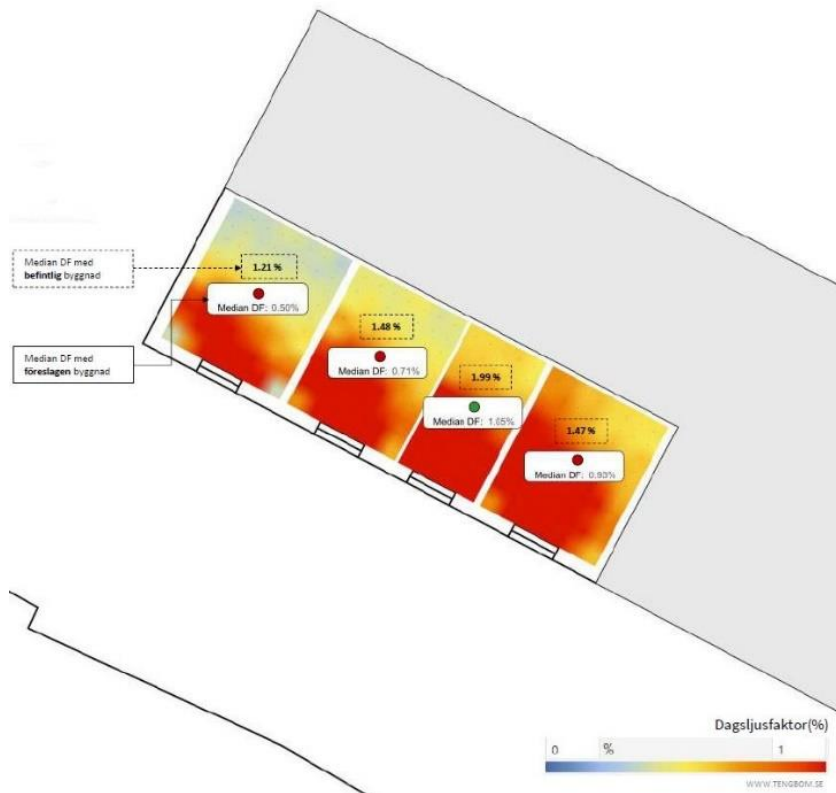 Median DF med
befintlig byggnad
1.21 %
Median DF: 0.50%
Median DF med
föreslagen byggnad
1.48 %
Median DF: 0.71%
1.99 %
Median DF: 1.65%
1.47 %
Median DF:
Dagsljusfaktor(%)
0 % 1
WWW.TENGBOM.SE